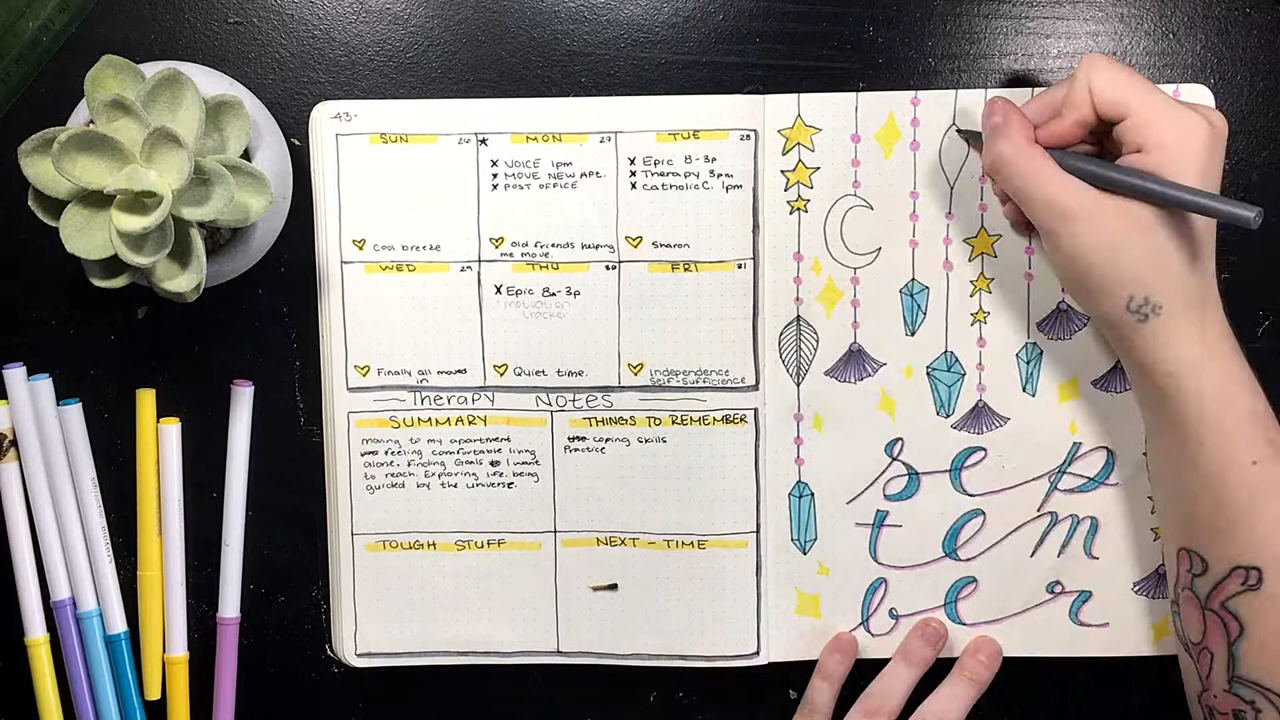 43-
SUN 26
Cool breeze
MON 27
x VOICE 1pm
x MOVE NEW APT.
x POST OFFICE
Old friends helping
me move.
TUE 28
x Epic 8-3p
x Therapy 3pm
x Catholic C. 1pm
Sharon
WED 29
Finally all moved
in
THU 30
x Epic 8a-3p
motivation
tracker
Quiet time.
FRI 31
Independence
Self-Sufficience
Therapy Notes
SUMMARY
moving to my apartment
feeling comfortable living
alone. Finding Goals I want
to reach. Exploring life. being
guided by the universe.
THINGS TO REMEMBER
coping skills
Practice
TOUGH STUFF
NEXT - TIME
sep
tem
ber